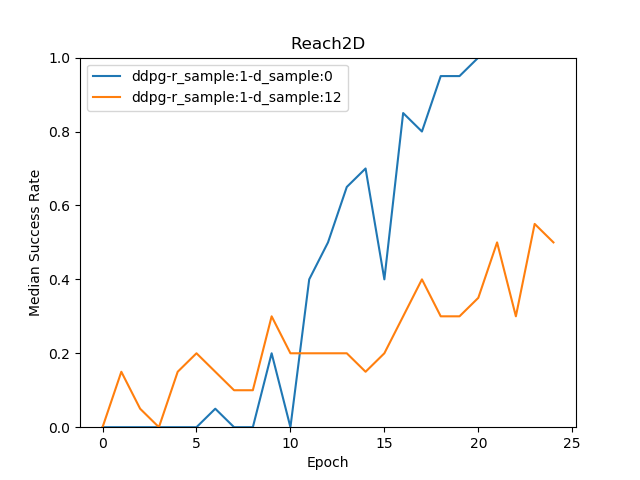 Reach2D
ddpg-r_sample:1-d_sample:0
ddpg-r_sample:1-d_sample:12
Median Success Rate
1.0
0.8
0.6
0.4
0.2
0.0
0 5 10 15 20 25
Epoch